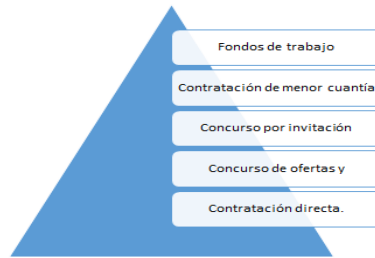 Fondos de trabajo
Contratación de menor cuantía
Concurso por invitación
Concurso de ofertas y
Contratación directa.